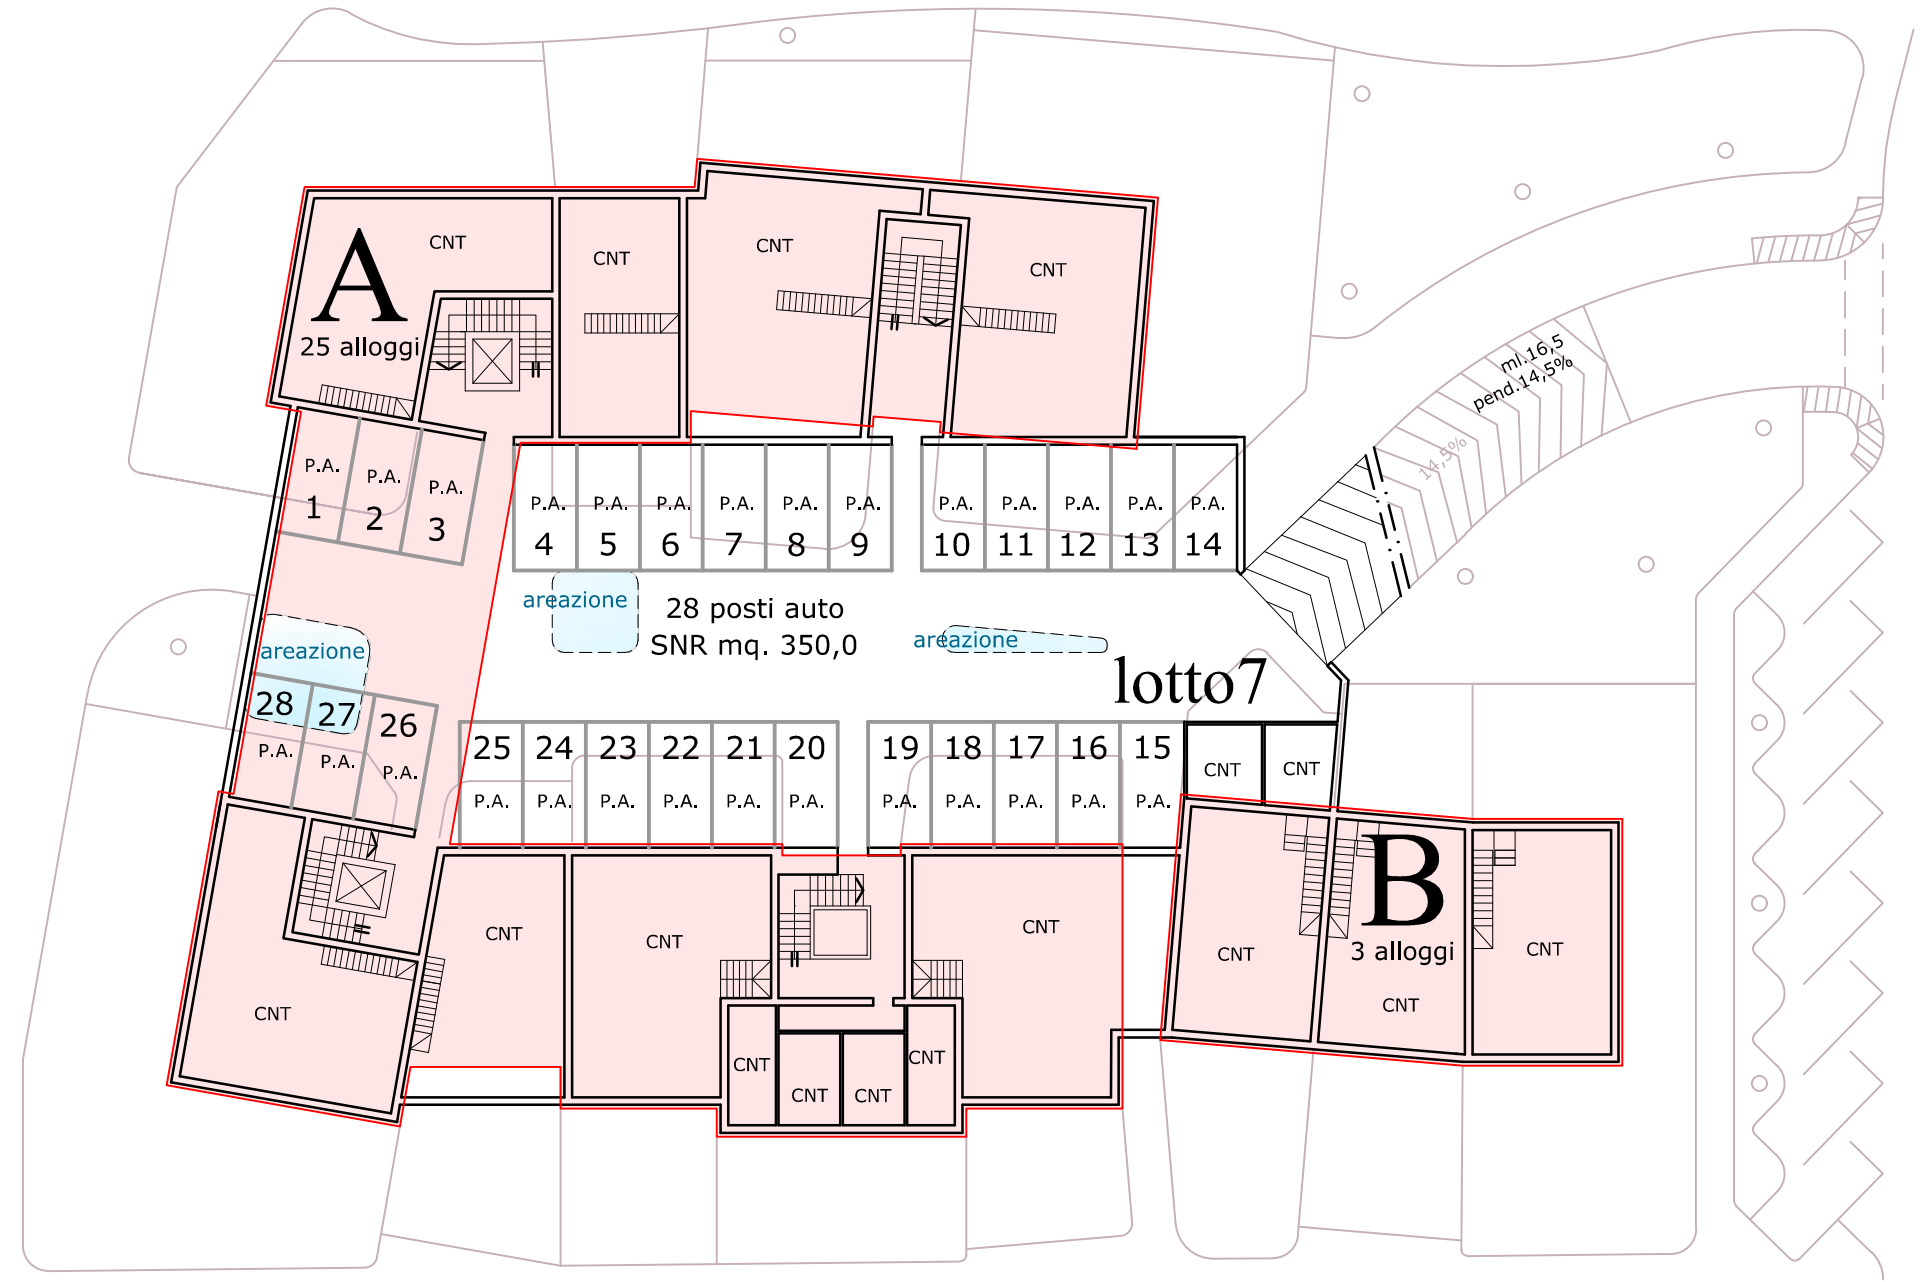 CNT
CNT
CNT
CNT
A
25 alloggi
ml.16,5
pend.14,5%
14,5%
P.A.
1
P.A.
2
P.A.
3
P.A.
4
P.A.
5
P.A.
6
P.A.
7
P.A.
8
P.A.
9
P.A.
10
P.A.
11
P.A.
12
P.A.
13
P.A.
14
areazione
28 posti auto
SNR mq. 350,0
areazione
areazione
lotto7
28
P.A.
27
P.A.
26
P.A.
25
P.A.
24
P.A.
23
P.A.
22
P.A.
21
P.A.
20
P.A.
19
P.A.
18
P.A.
17
P.A.
16
P.A.
15
P.A.
CNT
CNT
B
3 alloggi
CNT
CNT
CNT
CNT
CNT
CNT
CNT
CNT
CNT
CNT
CNT